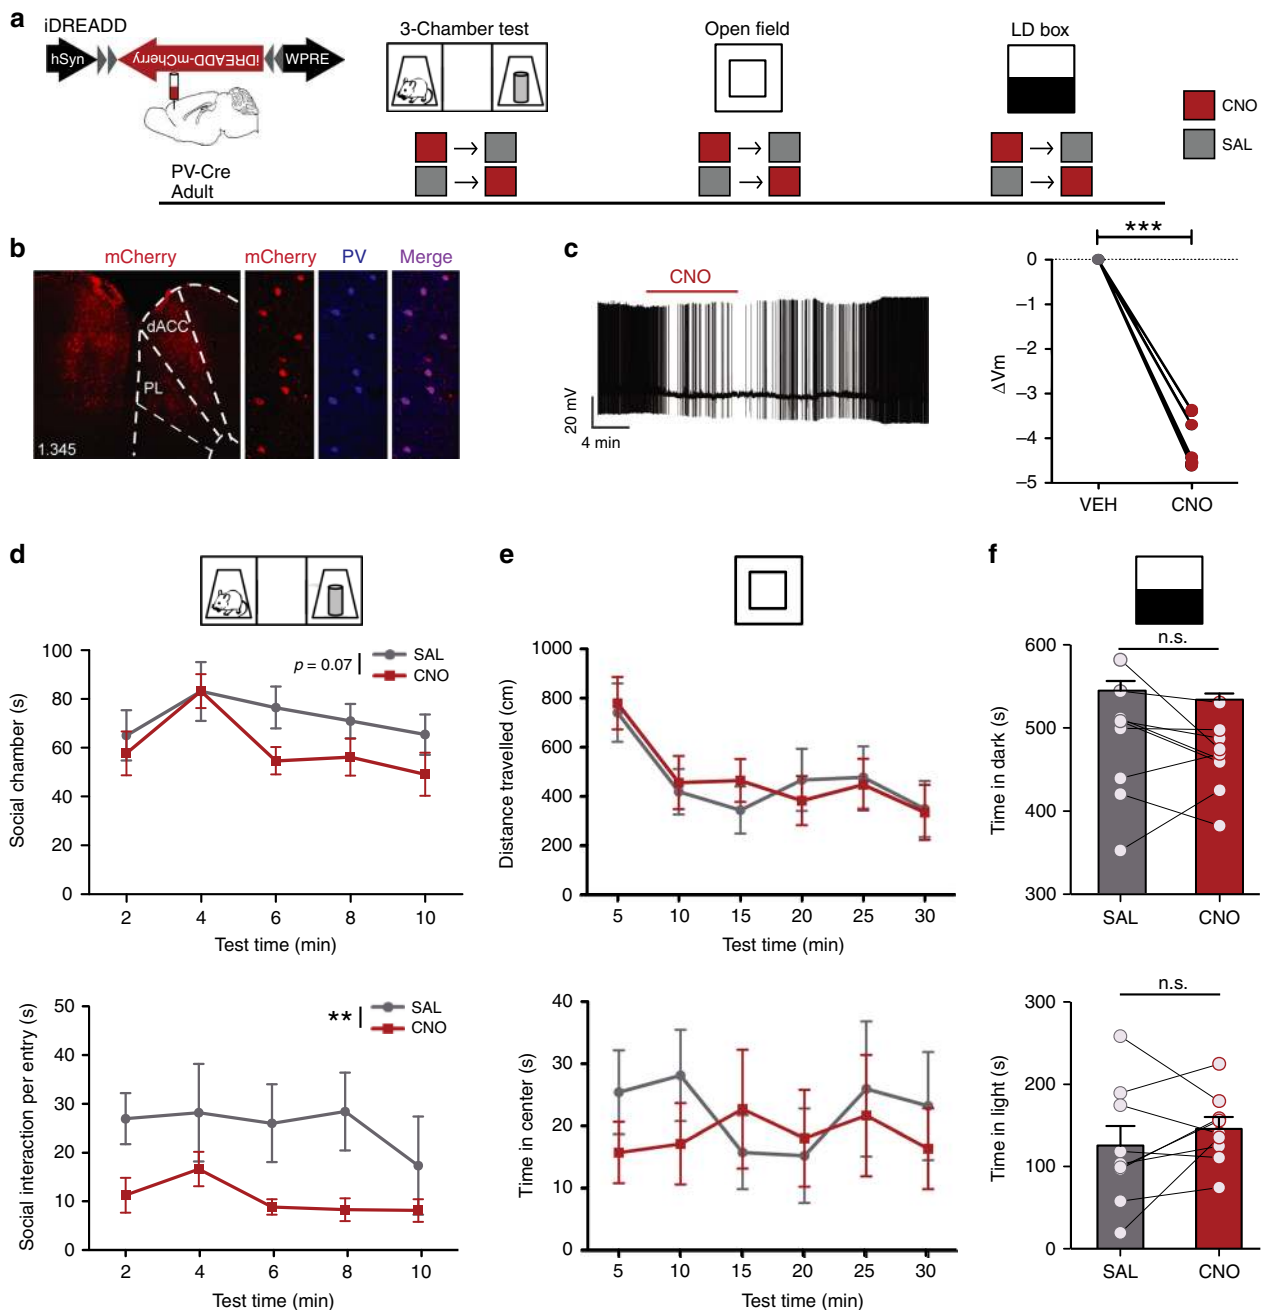 a
iDREADD
hSyn
iDREADD-mCherry
WPRE
PV-Cre
Adult
3-Chamber test
Open field
LD box
CNO
SAL
b
mCherry
mCherry
PV
Merge
dACC
PL
1.345
c
CNO
20 mV
4 min
***
ΔVm
0
–1
–2
–3
–4
–5
VEH
CNO
d
Social chamber (s)
100
80
60
40
20
0
p = 0.07
SAL
CNO
2
4
6
8
10
Test time (min)
Social interaction per entry (s)
50
40
30
20
10
0
**
SAL
CNO
2
4
6
8
10
Test time (min)
e
Distance travelled (cm)
1000
800
600
400
200
0
5
10
15
20
25
30
Test time (min)
Time in center (s)
40
30
20
10
0
5
10
15
20
25
30
Test time (min)
f
Time in dark (s)
600
500
400
300
n.s.
SAL
CNO
Time in light (s)
300
200
100
0
n.s.
SAL
CNO